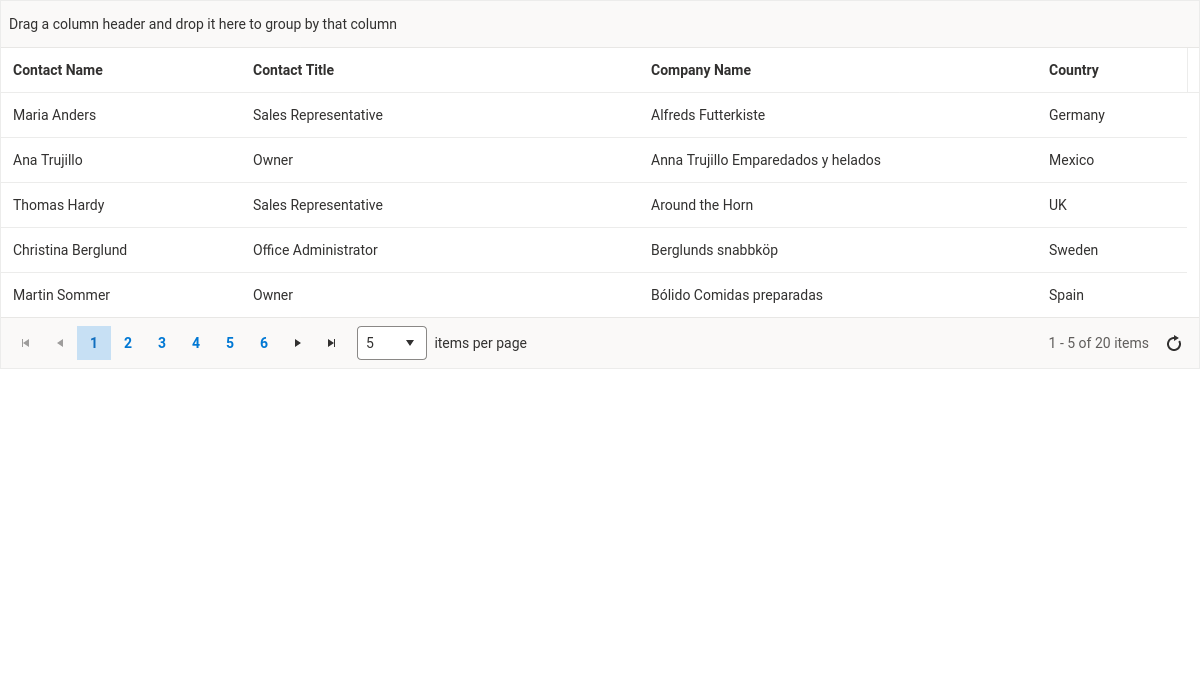 Drag a column header and drop it here to group by that column
Contact Name Contact Title Company Name Country
Maria Anders Sales Representative Alfreds Futterkiste Germany
Ana Trujillo Owner Anna Trujillo Emparedados y helados Mexico
Thomas Hardy Sales Representative Around the Horn UK
Christina Berglund Office Administrator Berglunds snabbköp Sweden
Martin Sommer Owner Bólido Comidas preparadas Spain
1 2 3 4 5 6 5 items per page 1 - 5 of 20 items